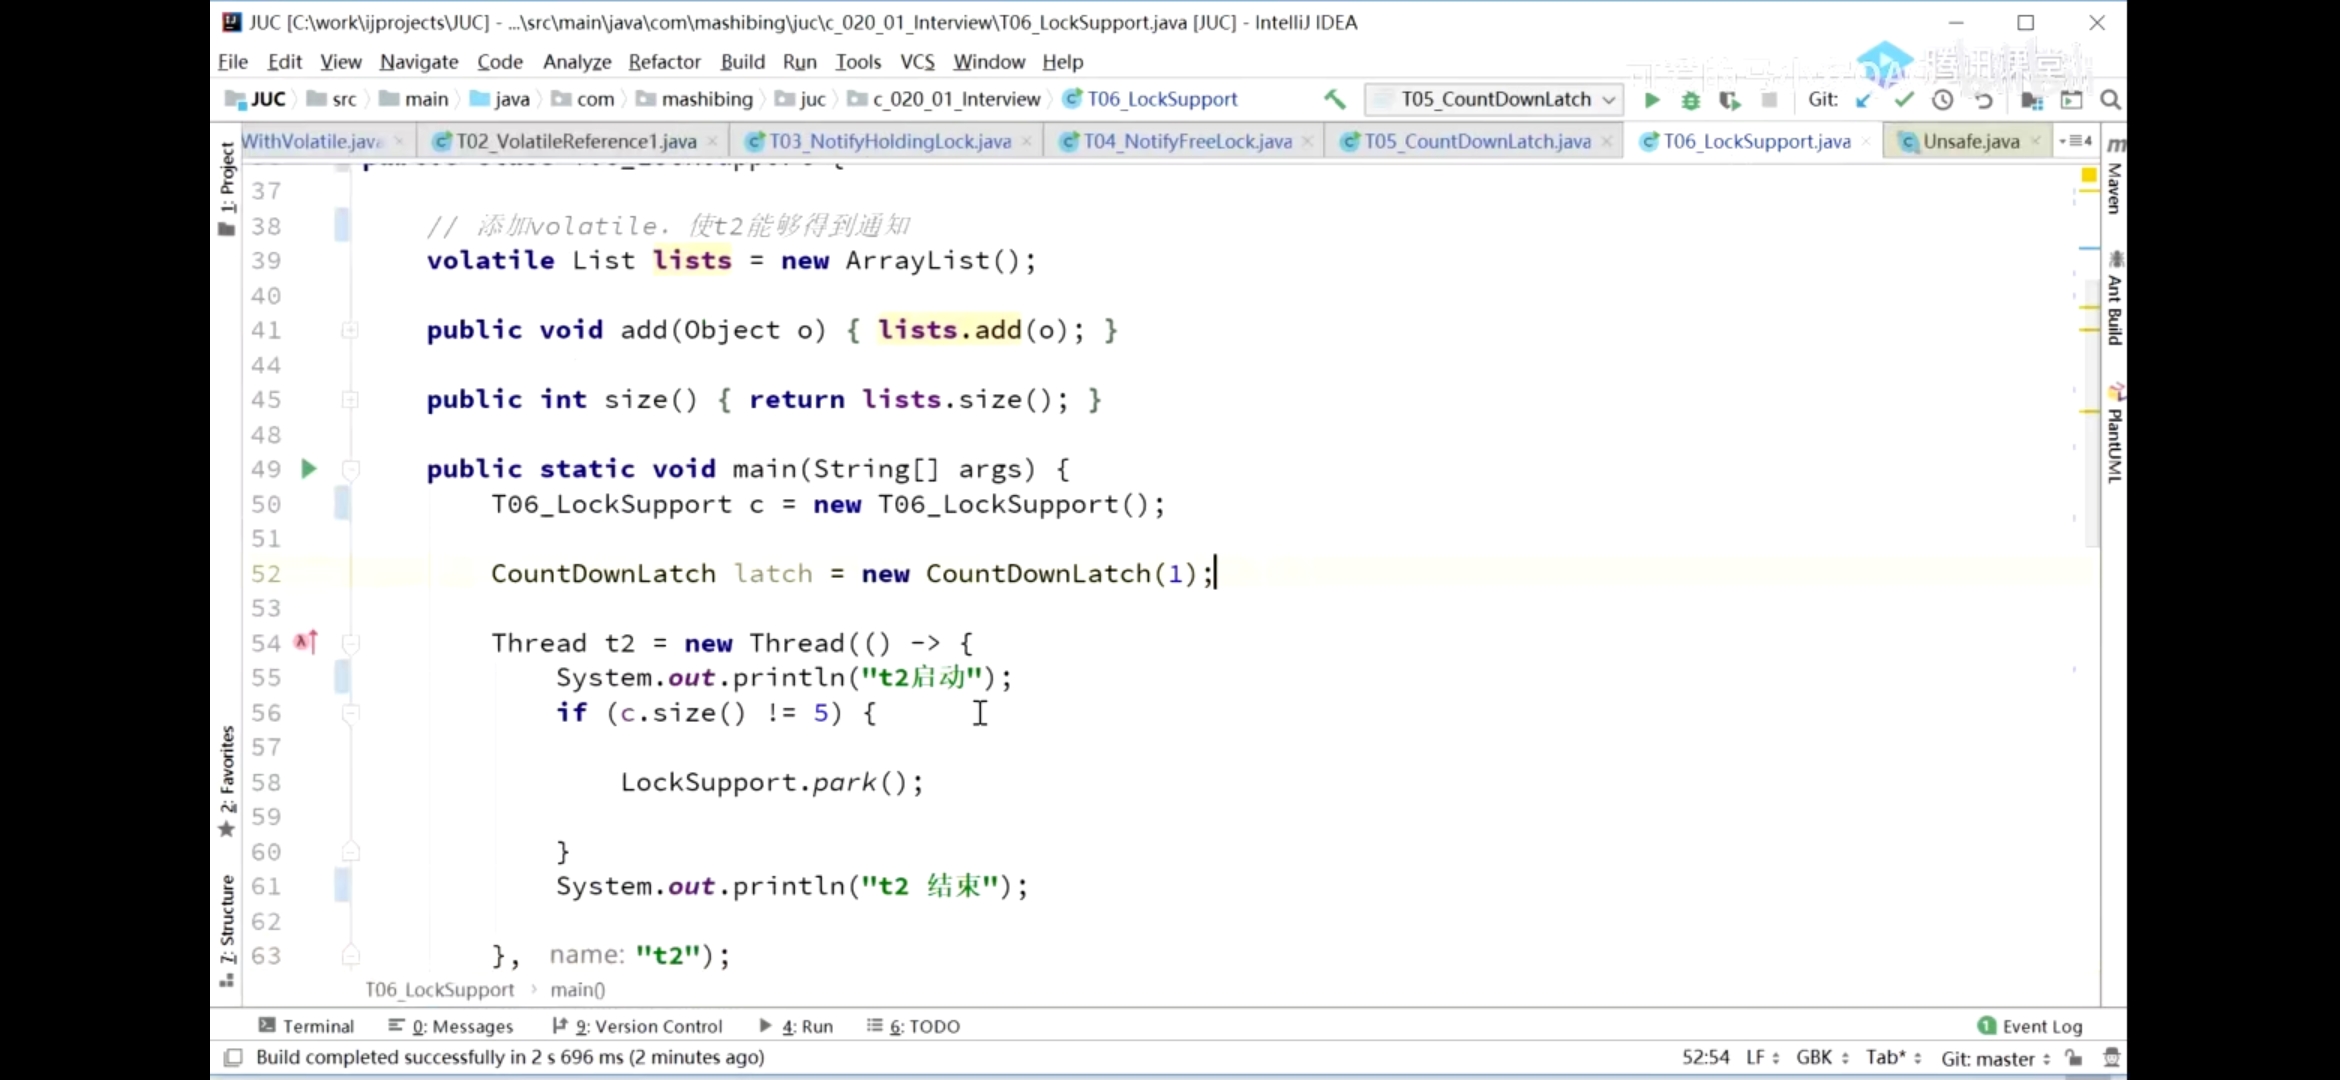 JUC [C:\work\ijprojects\JUC] - ...\src\main\java\com\mashibing\juc\c_020_01_Interview\T06_LockSupport.java [JUC] - IntelliJ IDEA
File Edit View Navigate Code Analyze Refactor Build Run Tools VCS Window Help
腾讯课堂
JUC src main java com mashibing juc c_020_01_Interview T06_LockSupport T05_CountDownLatch Git:
WithVolatile.java T02_VolatileReference1.java T03_NotifyHoldingLock.java T04_NotifyFreeLock.java T05_CountDownLatch.java T06_LockSupport.java Unsafe.java 4
1: Project
2: Favorites
7: Structure
Maven
Ant Build
PlantUML
37
38 // 添加volatile，使t2能够得到通知
39 volatile List lists = new ArrayList();
40
41 public void add(Object o) { lists.add(o); }
44
45 public int size() { return lists.size(); }
48
49 public static void main(String[] args) {
50 T06_LockSupport c = new T06_LockSupport();
51
52 CountDownLatch latch = new CountDownLatch(1);
53
54 Thread t2 = new Thread(() -> {
55 System.out.println("t2启动");
56 if (c.size() != 5) {
57
58 LockSupport.park();
59
60 }
61 System.out.println("t2 结束");
62
63 }, name: "t2");
T06_LockSupport › main()
Terminal 0: Messages 9: Version Control 4: Run 6: TODO 1 Event Log
Build completed successfully in 2 s 696 ms (2 minutes ago) 52:54 LF GBK Tab* Git: master